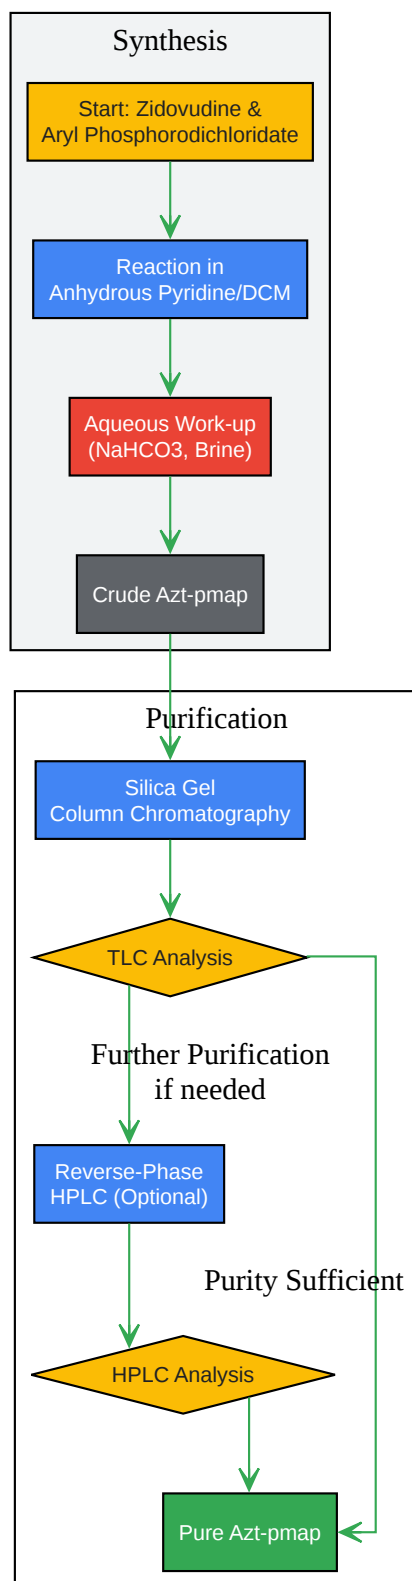 Synthesis
Start: Zidovudine &
Aryl Phosphorodichloridate
Reaction in
Anhydrous Pyridine/DCM
Aqueous Work-up
(NaHCO3, Brine)
Crude Azt-pmap
Purification
Silica Gel
Column Chromatography
TLC Analysis
Further Purification
if needed
Reverse-Phase
HPLC (Optional)
Purity Sufficient
HPLC Analysis
Pure Azt-pmap